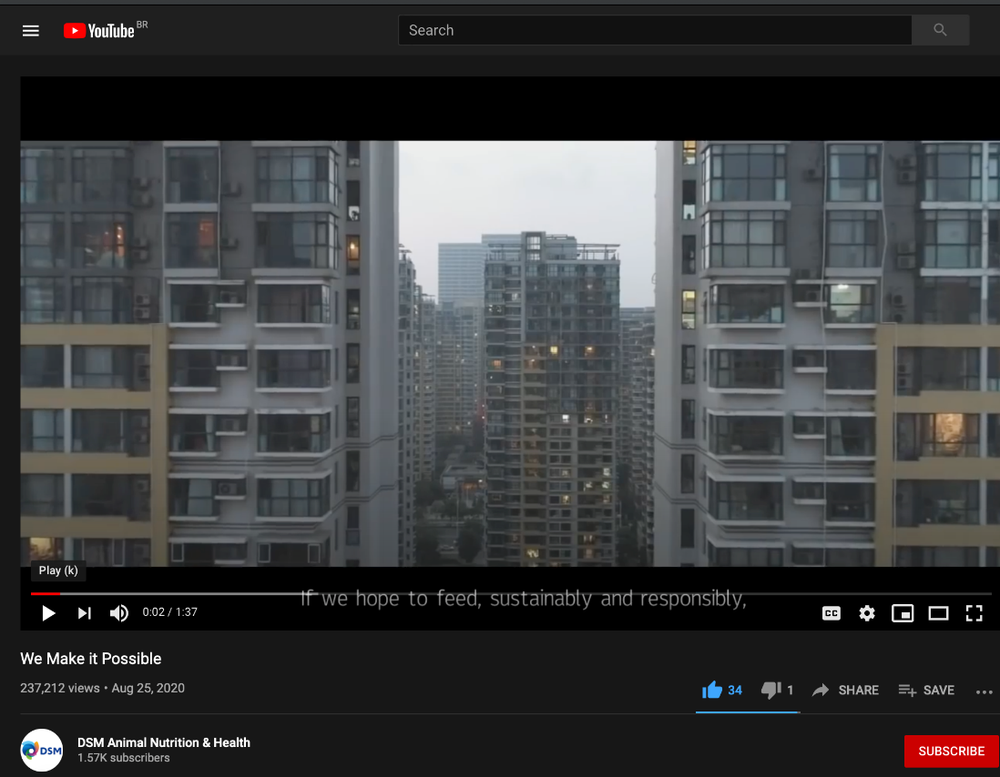 YouTube BR
Search
If we hope to feed, sustainably and responsibly,
Play (k)
0:02 / 1:37
CC
We Make it Possible
237,212 views • Aug 25, 2020
34 1 SHARE SAVE
DSM
DSM Animal Nutrition & Health
1.57K subscribers
SUBSCRIBE